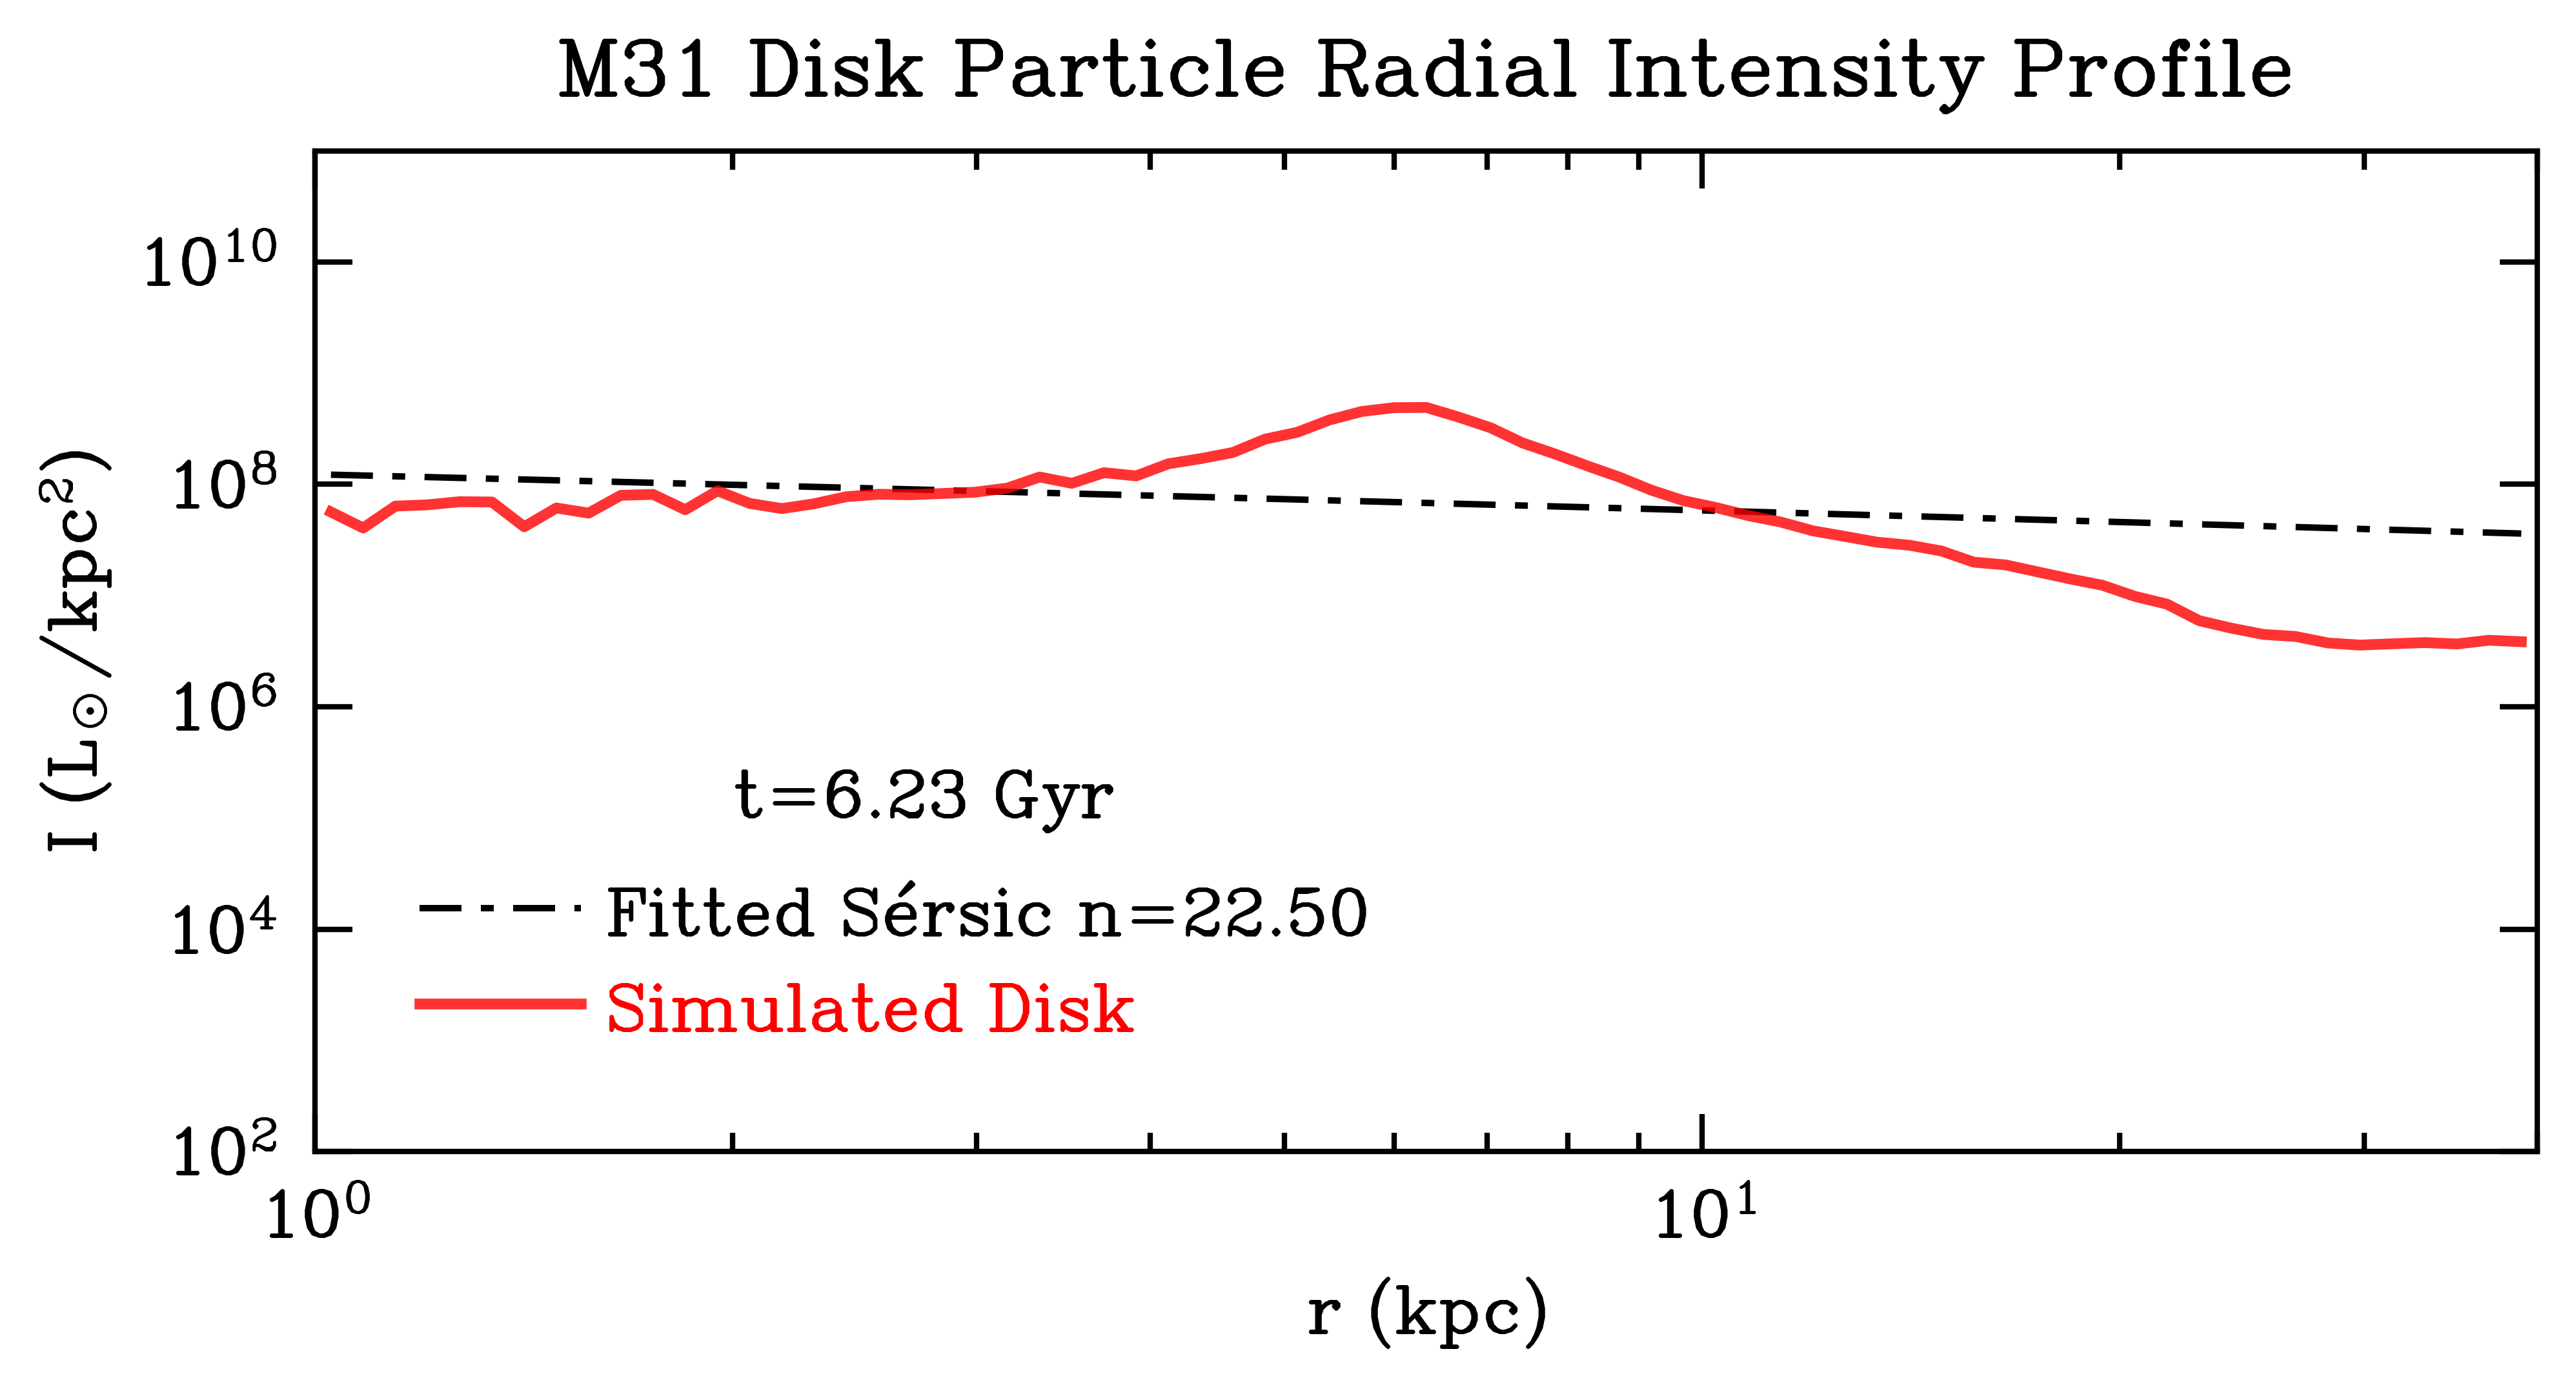 M31 Disk Particle Radial Intensity Profile
I (L☉/kpc²)
10¹⁰
10⁸
10⁶
10⁴
10²
t=6.23 Gyr
Fitted Sérsic n=22.50
Simulated Disk
10⁰
10¹
r (kpc)